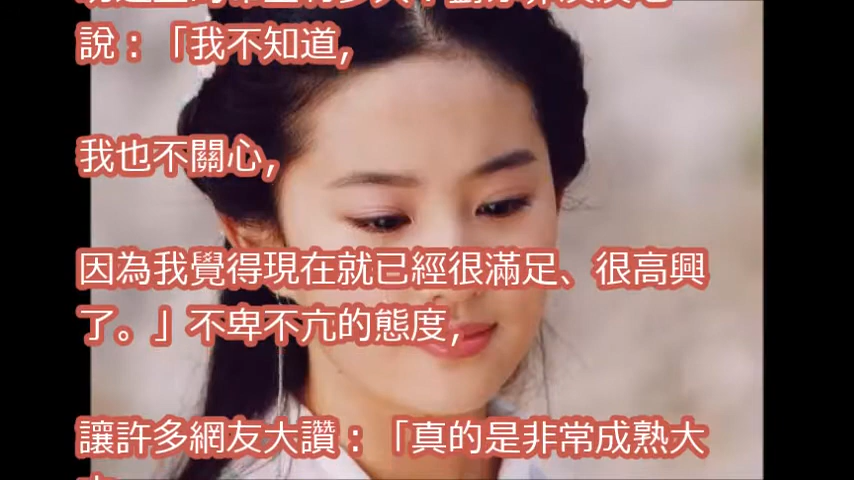 說：「我不知道，
我也不關心，
因為我覺得現在就已經很滿足、很高興
了。」不卑不亢的態度，
讓許多網友大讚：「真的是非常成熟大